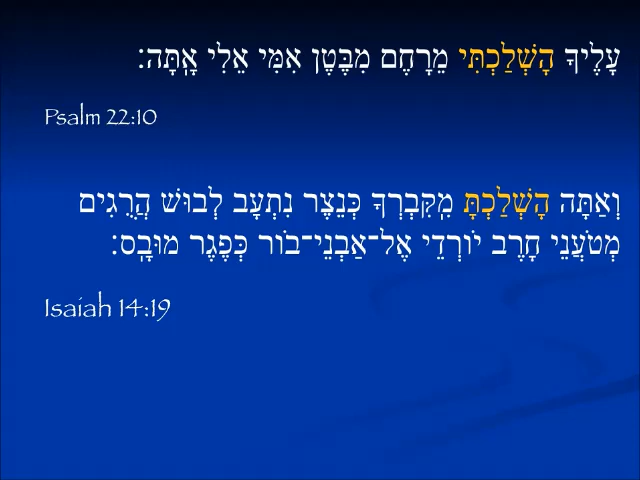 עָלֶיךָ הָשְׁלַכְתִּי מֵרָחֶם מִבֶּטֶן אִמִּי אֵלִי אָֽתָּה׃
Psalm 22:10
וְאַתָּה הָשְׁלַכְתָּ מִֽקִּבְרְךָ כְּנֵצֶר נִתְעָב לְבוּשׁ הֲרֻגִים
מְטֹעֲנֵי חָרֶב יוֹרְדֵי אֶל־אַבְנֵי־בוֹר כְּפֶגֶר מוּבָֽס׃
Isaiah 14:19